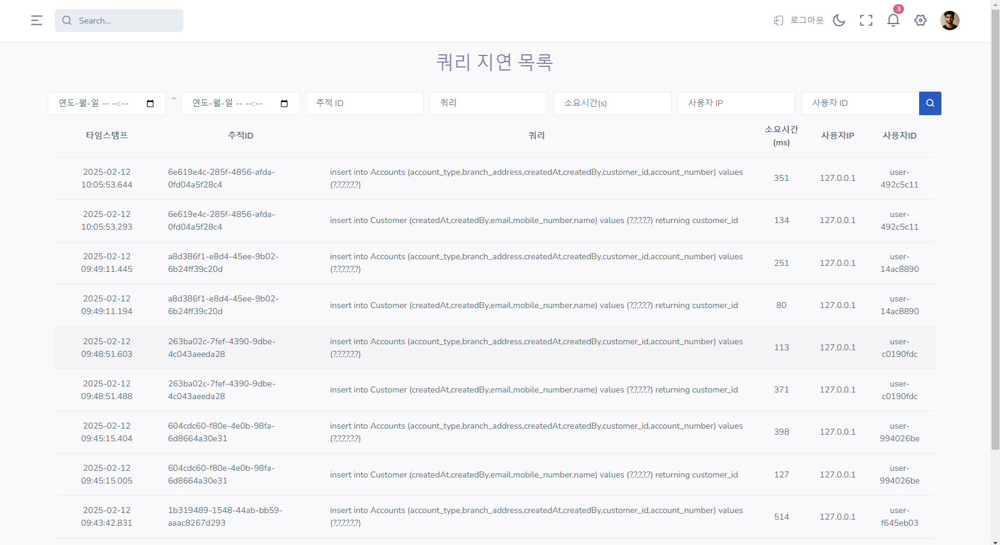 Search...
로그아웃
3
쿼리 지연 목록
연도-월-일 -- --:--
~
연도-월-일 -- --:--
추적 ID
쿼리
소요시간(s)
사용자 IP
사용자 ID
타임스탬프
추적ID
쿼리
소요시간
(ms)
사용자IP
사용자ID
2025-02-12
10:05:53.644
6e619e4c-285f-4856-afda-
0fd04a5f28c4
insert into Accounts (account_type,branch_address,createdAt,createdBy,customer_id,account_number) values
(?,?,?,?,?,?)
351
127.0.0.1
user-
492c5c11
2025-02-12
10:05:53.293
6e619e4c-285f-4856-afda-
0fd04a5f28c4
insert into Customer (createdAt,createdBy,email,mobile_number,name) values (?,?,?,?,?) returning customer_id
134
127.0.0.1
user-
492c5c11
2025-02-12
09:49:11.445
a8d386f1-e8d4-45ee-9b02-
6b24ff39c20d
insert into Accounts (account_type,branch_address,createdAt,createdBy,customer_id,account_number) values
(?,?,?,?,?,?)
251
127.0.0.1
user-
14ac8890
2025-02-12
09:49:11.194
a8d386f1-e8d4-45ee-9b02-
6b24ff39c20d
insert into Customer (createdAt,createdBy,email,mobile_number,name) values (?,?,?,?,?) returning customer_id
80
127.0.0.1
user-
14ac8890
2025-02-12
09:48:51.603
263ba02c-7fef-4390-9dbe-
4c043aeeda28
insert into Accounts (account_type,branch_address,createdAt,createdBy,customer_id,account_number) values
(?,?,?,?,?,?)
113
127.0.0.1
user-
c0190fdc
2025-02-12
09:48:51.488
263ba02c-7fef-4390-9dbe-
4c043aeeda28
insert into Customer (createdAt,createdBy,email,mobile_number,name) values (?,?,?,?,?) returning customer_id
371
127.0.0.1
user-
c0190fdc
2025-02-12
09:45:15.404
604cdc60-f80e-4e0b-98fa-
6d8664a30e31
insert into Accounts (account_type,branch_address,createdAt,createdBy,customer_id,account_number) values
(?,?,?,?,?,?)
398
127.0.0.1
user-
994026be
2025-02-12
09:45:15.005
604cdc60-f80e-4e0b-98fa-
6d8664a30e31
insert into Customer (createdAt,createdBy,email,mobile_number,name) values (?,?,?,?,?) returning customer_id
127
127.0.0.1
user-
994026be
2025-02-12
09:43:42.831
1b319489-1548-44ab-bb59-
aaac8267d293
insert into Accounts (account_type,branch_address,createdAt,createdBy,customer_id,account_number) values
(?,?,?,?,?,?)
514
127.0.0.1
user-
f645eb03